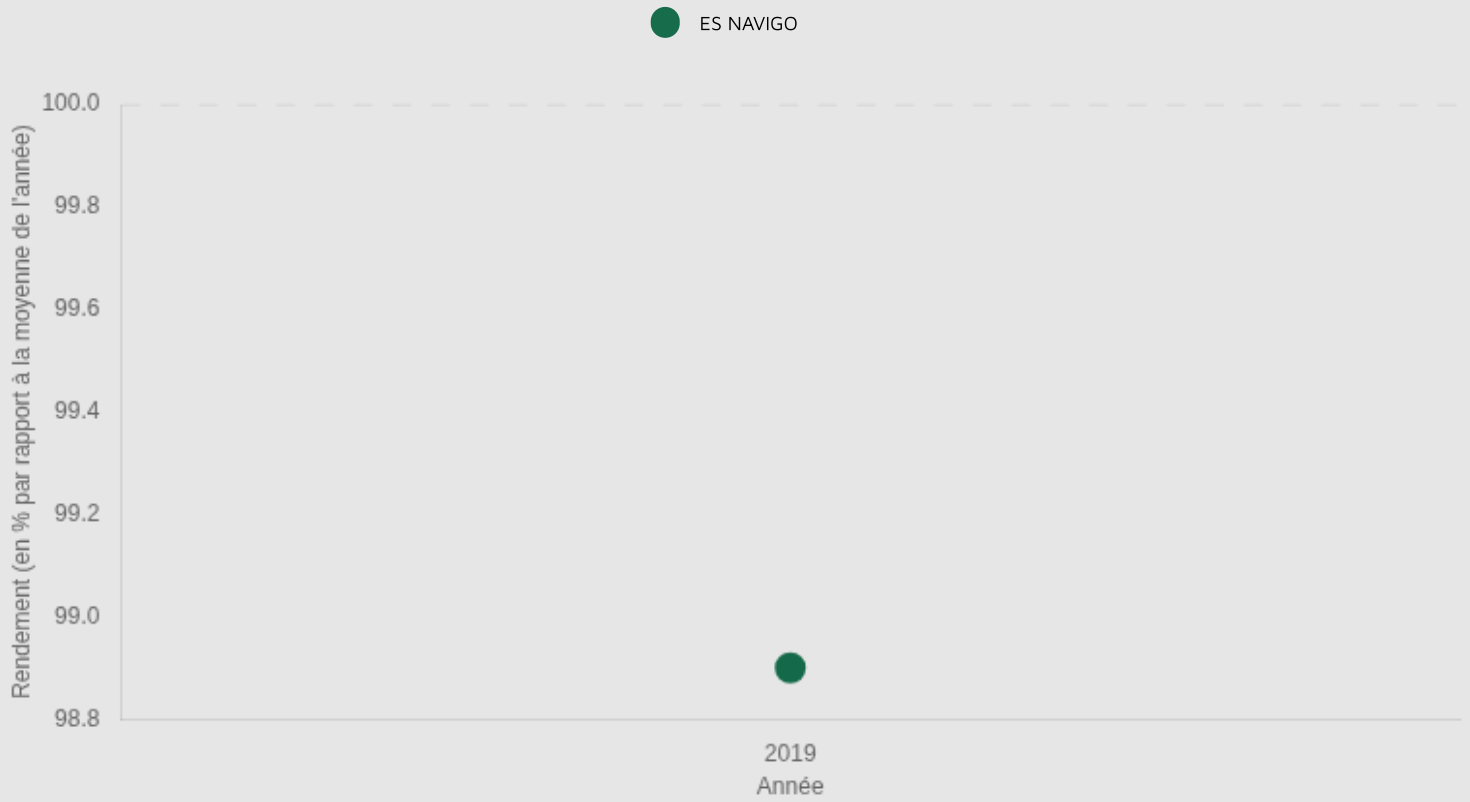 ES NAVIGO
Rendement (en % par rapport à la moyenne de l'année)
100.0
99.8
99.6
99.4
99.2
99.0
98.8
2019
Année